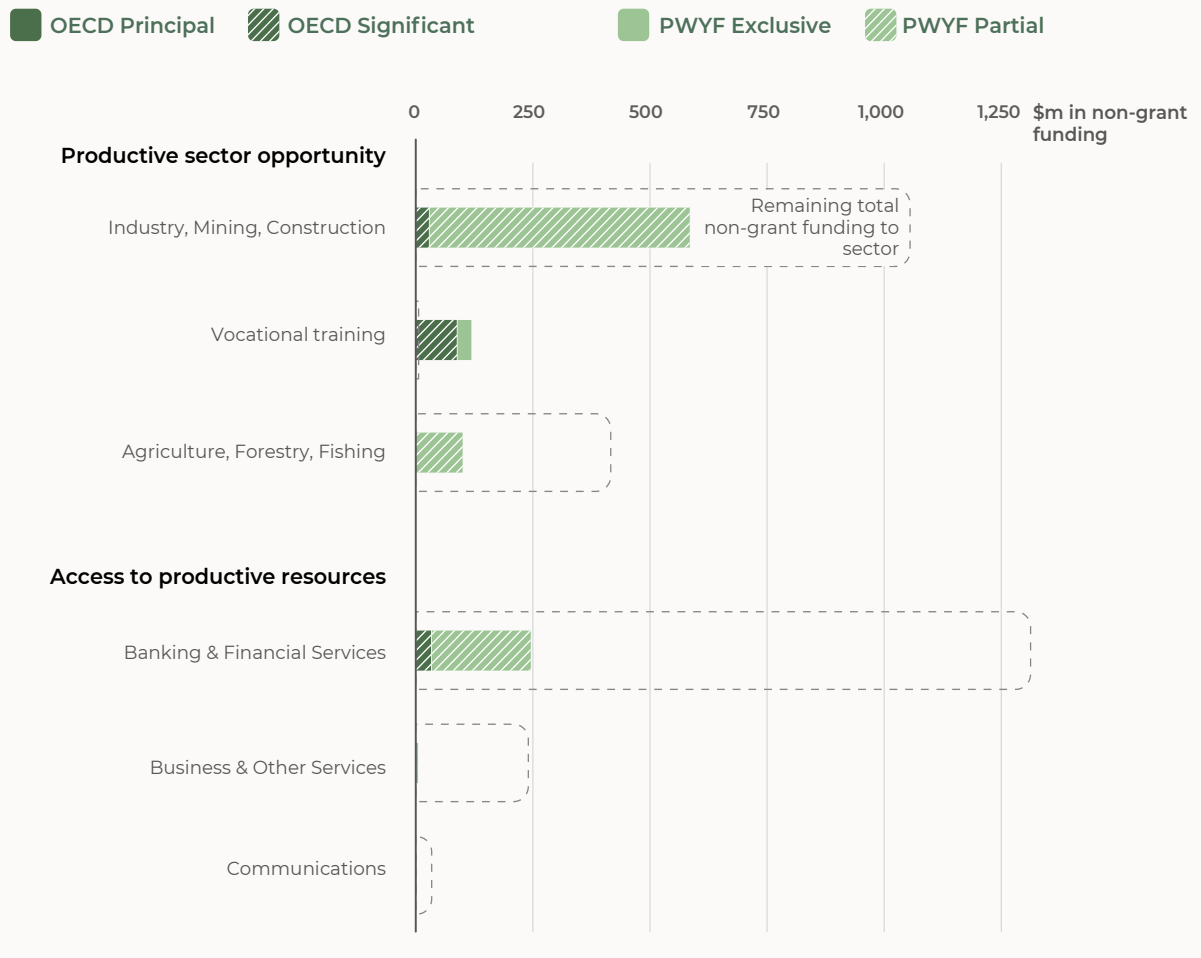 OECD Principal
OECD Significant
PWYF Exclusive
PWYF Partial
0
250
500
750
1,000
1,250
$m in non-grant
funding
Productive sector opportunity
Industry, Mining, Construction
Remaining total
non-grant funding to
sector
Vocational training
Agriculture, Forestry, Fishing
Access to productive resources
Banking & Financial Services
Business & Other Services
Communications